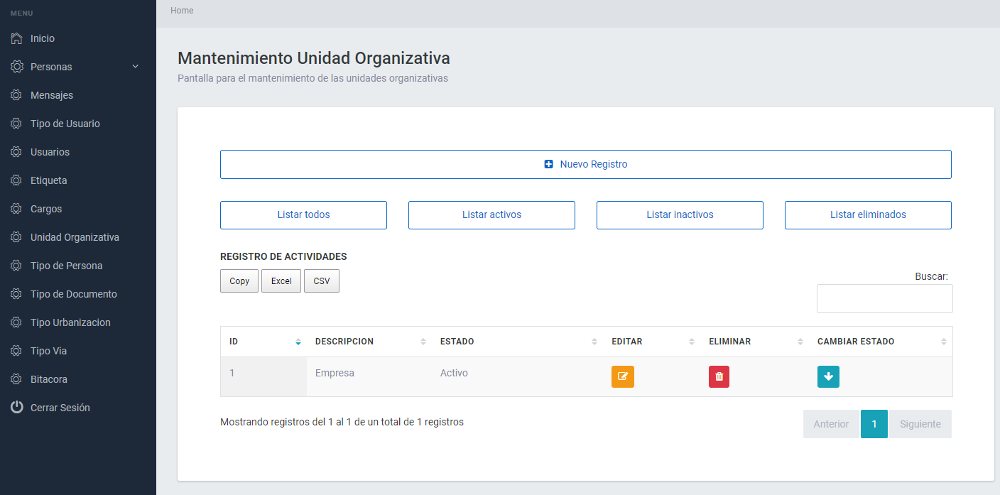 MENU
Inicio
Personas
Mensajes
Tipo de Usuario
Usuarios
Etiqueta
Cargos
Unidad Organizativa
Tipo de Persona
Tipo de Documento
Tipo Urbanizacion
Tipo Via
Bitacora
Cerrar Sesión
Home
Mantenimiento Unidad Organizativa
Pantalla para el mantenimiento de las unidades organizativas
Nuevo Registro
Listar todos Listar activos Listar inactivos Listar eliminados
REGISTRO DE ACTIVIDADES
Copy Excel CSV
Buscar:
ID DESCRIPCION ESTADO EDITAR ELIMINAR CAMBIAR ESTADO
1 Empresa Activo
Mostrando registros del 1 al 1 de un total de 1 registros
Anterior 1 Siguiente